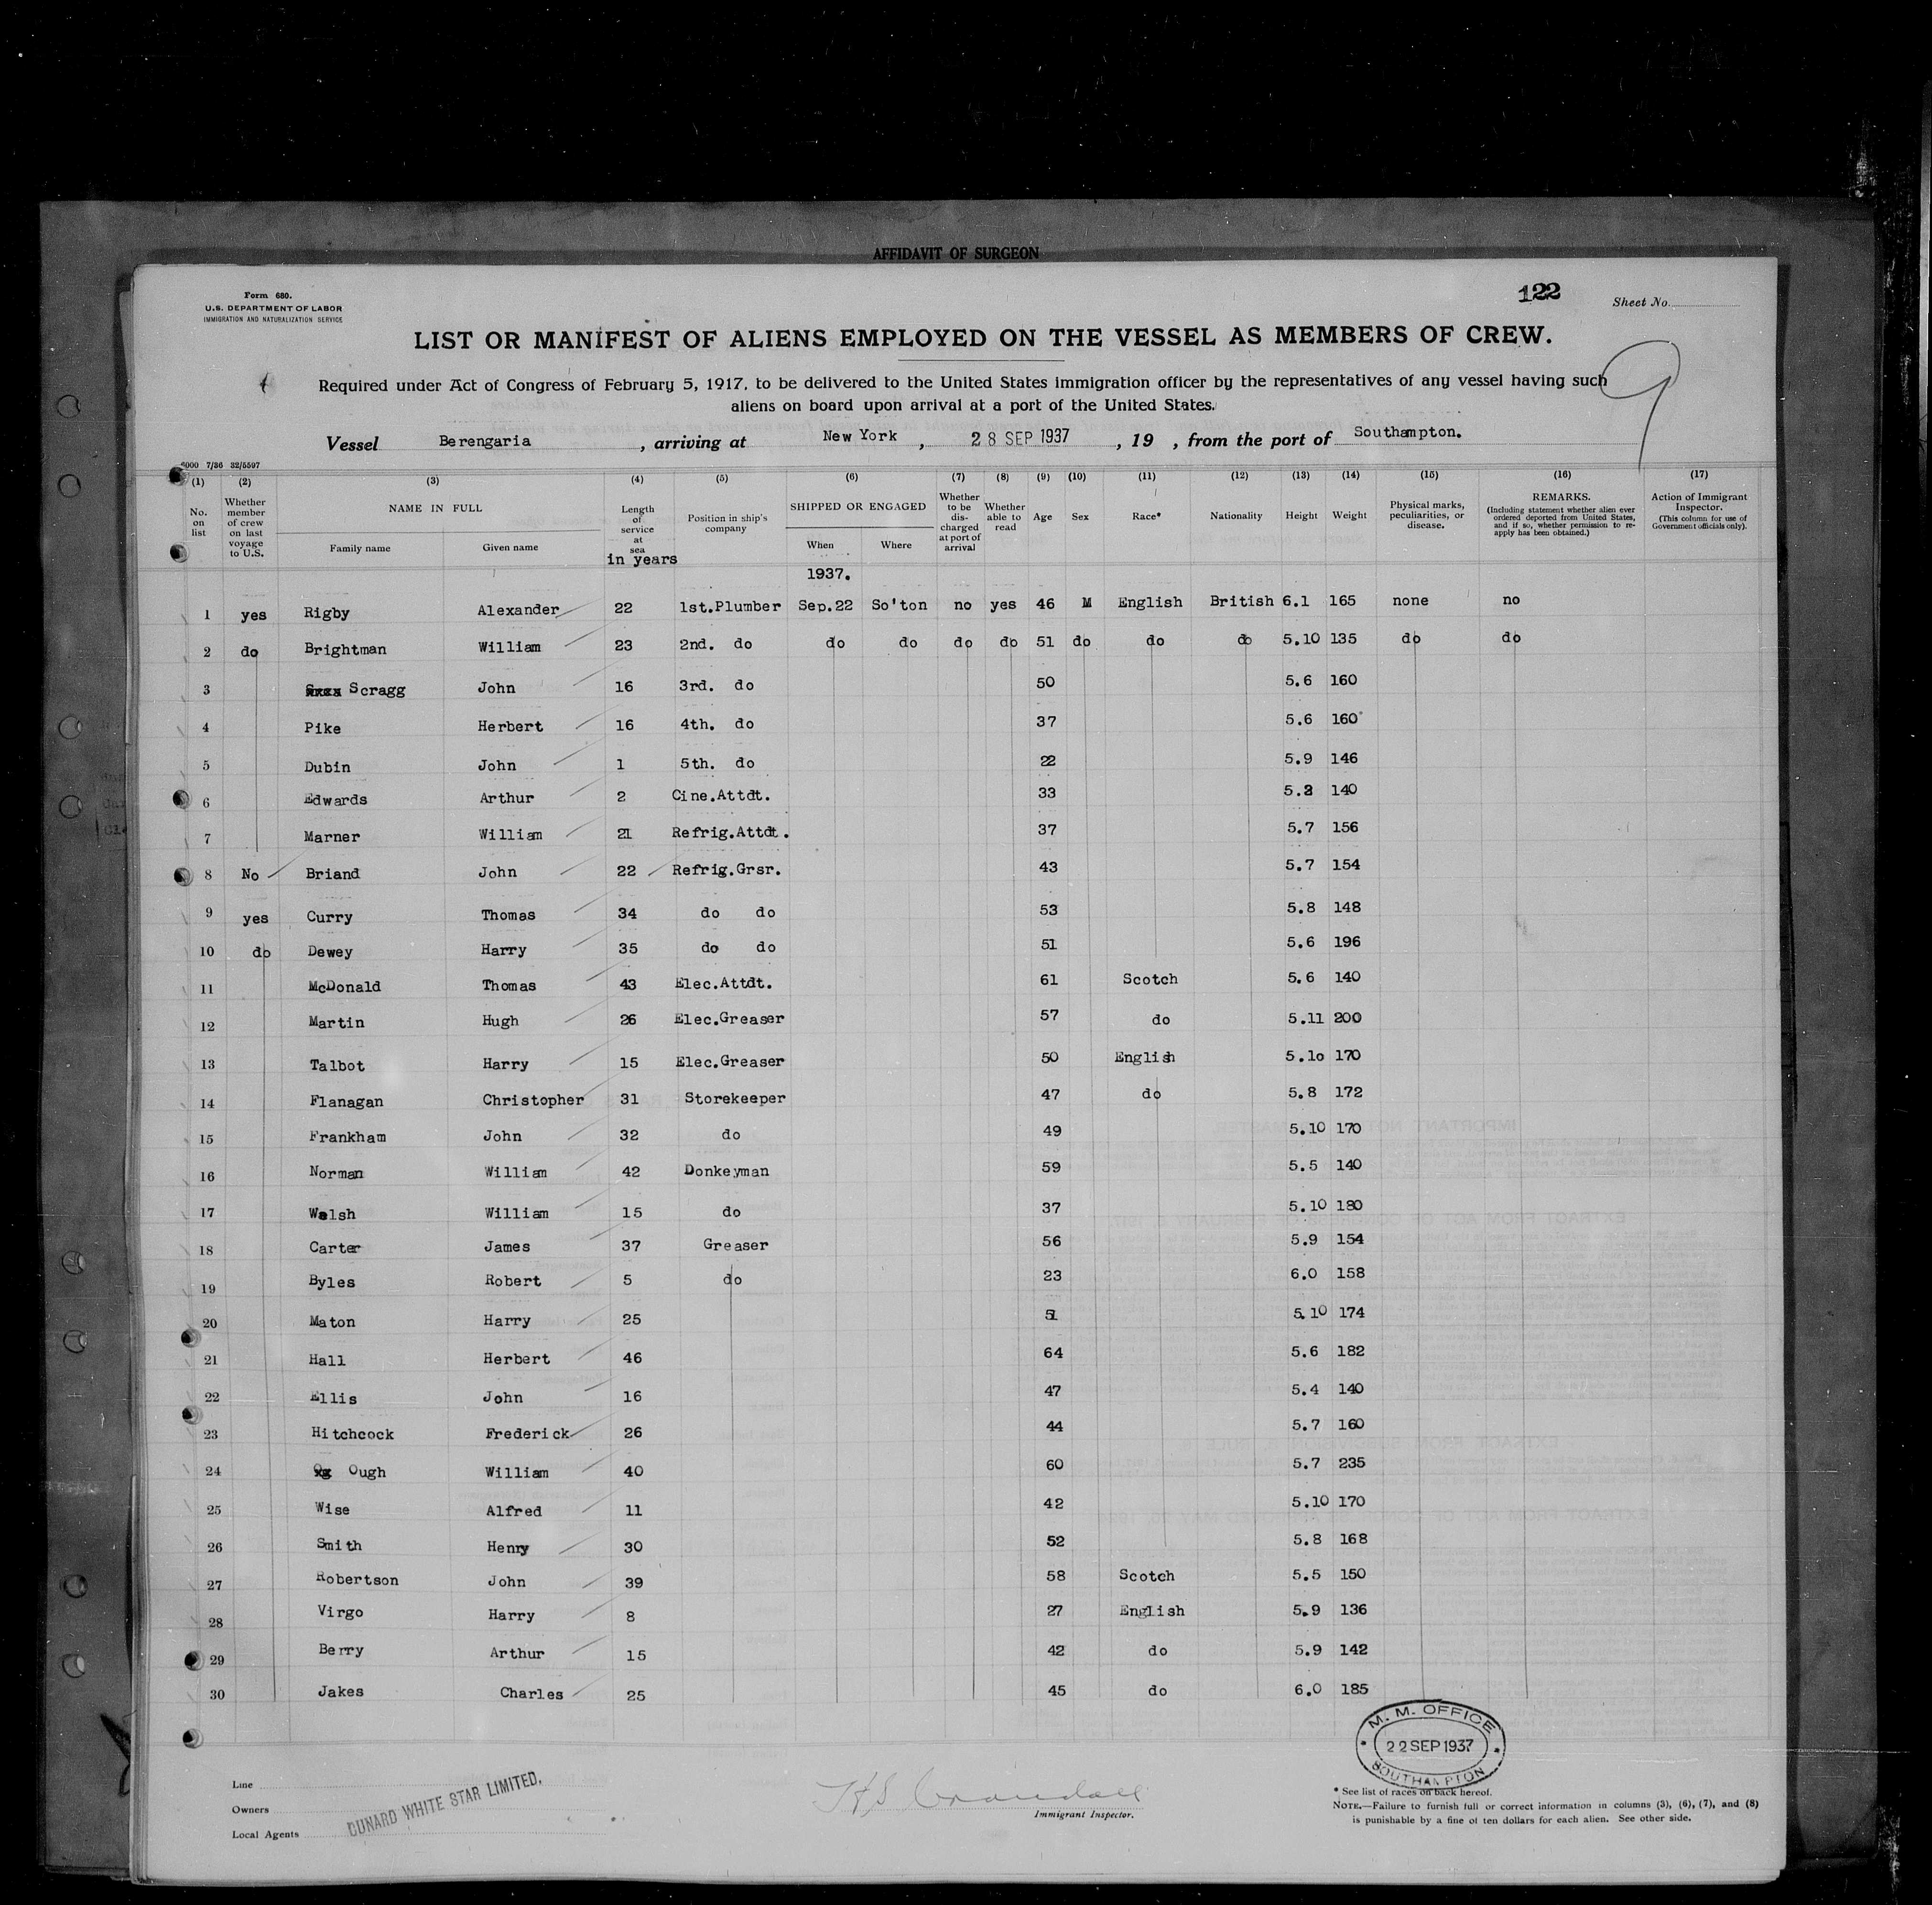 AFFIDAVIT OF SURGEON
Form 680.
U.S. DEPARTMENT OF LABOR
IMMIGRATION AND NATURALIZATION SERVICE
122
Sheet No.
LIST OR MANIFEST OF ALIENS EMPLOYED ON THE VESSEL AS MEMBERS OF CREW.
Required under Act of Congress of February 5, 1917, to be delivered to the United States immigration officer by the representatives of any vessel having such
aliens on board upon arrival at a port of the United States.
9
Vessel Berengaria, arriving at New York, 28 SEP 1937, 19 , from the port of Southampton.
6000 7/36 32/5597
(1) (2) (3) (4) (5) (6) (7) (8) (9) (10) (11) (12) (13) (14) (15) (16) (17)
No. on list
Whether member of crew on last voyage to U.S.
NAME IN FULL
Family name Given name
Length of service at sea
in years
Position in ship's company
SHIPPED OR ENGAGED
When Where
Whether to be discharged at port of arrival
Whether able to read
Age
Sex
Race*
Nationality
Height
Weight
Physical marks, peculiarities, or disease.
REMARKS.
(Including statement whether alien ever ordered deported from United States, and if so, whether permission to reapply has been obtained.)
Action of Immigrant Inspector.
(This column for use of Government officials only).
1937.
1 yes Rigby Alexander 22 1st.Plumber Sep.22 So'ton no yes 46 M English British 6.1 165 none no
2 do Brightman William 23 2nd. do do do do do 51 do do do 5.10 135 do do
3 Scragg John 16 3rd. do 50 5.6 160
4 Pike Herbert 16 4th. do 37 5.6 160
5 Dubin John 1 5th. do 22 5.9 146
6 Edwards Arthur 2 Cine.Attdt. 33 5.2 140
7 Marner William 21 Refrig.Attdt. 37 5.7 156
8 No Briand John 22 Refrig.Grsr. 43 5.7 154
9 yes Curry Thomas 34 do do 53 5.8 148
10 do Dewey Harry 35 do do 51 5.6 196
11 McDonald Thomas 43 Elec.Attdt. 61 Scotch 5.6 140
12 Martin Hugh 26 Elec.Greaser 57 do 5.11 200
13 Talbot Harry 15 Elec.Greaser 50 English 5.10 170
14 Flanagan Christopher 31 Storekeeper 47 do 5.8 172
15 Frankham John 32 do 49 5.10 170
16 Norman William 42 Donkeyman 59 5.5 140
17 Walsh William 15 do 37 5.10 180
18 Carter James 37 Greaser 56 5.9 154
19 Byles Robert 5 do 23 6.0 158
20 Maton Harry 25 51 5.10 174
21 Hall Herbert 46 64 5.6 182
22 Ellis John 16 47 5.4 140
23 Hitchcock Frederick 26 44 5.7 160
24 Ough William 40 60 5.7 235
25 Wise Alfred 11 42 5.10 170
26 Smith Henry 30 52 5.8 168
27 Robertson John 39 58 Scotch 5.5 150
28 Virgo Harry 8 27 English 5.9 136
29 Berry Arthur 15 42 do 5.9 142
30 Jakes Charles 25 45 do 6.0 185
M. M. OFFICE
22 SEP 1937
SOUTHAMPTON
Line
Owners
Local Agents
CUNARD WHITE STAR LIMITED,
Immigrant Inspector.
* See list of races on back hereof.
NOTE.—Failure to furnish full or correct information in columns (3), (6), (7), and (8)
is punishable by a fine of ten dollars for each alien. See other side.